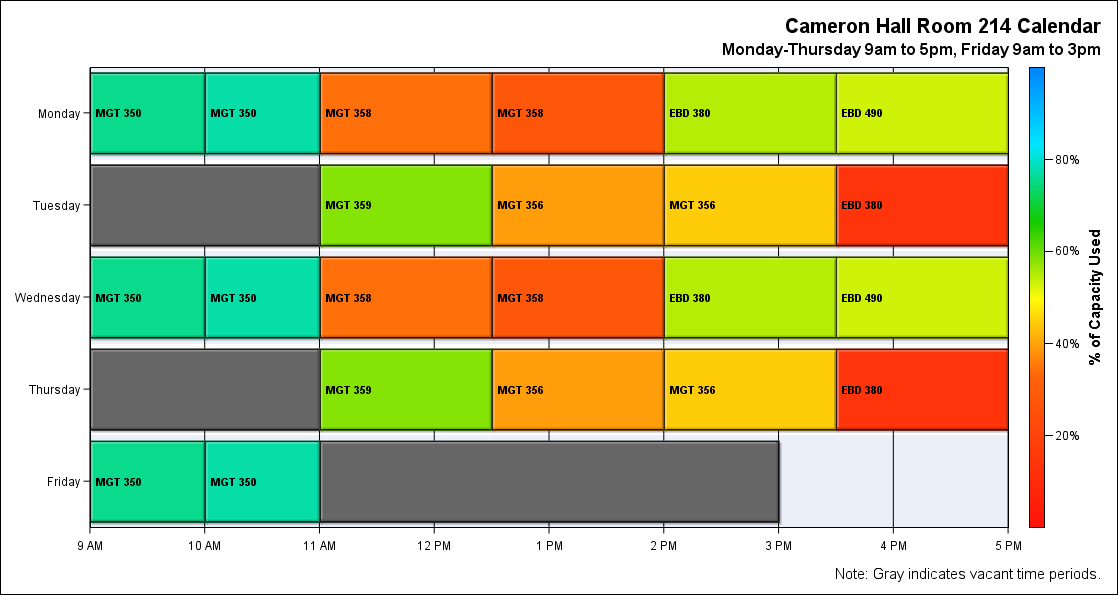 Cameron Hall Room 214 Calendar
Monday-Thursday 9am to 5pm, Friday 9am to 3pm
Monday
MGT 350
MGT 350
MGT 358
MGT 358
EBD 380
EBD 490
Tuesday
MGT 359
MGT 356
MGT 356
EBD 380
Wednesday
MGT 350
MGT 350
MGT 358
MGT 358
EBD 380
EBD 490
Thursday
MGT 359
MGT 356
MGT 356
EBD 380
Friday
MGT 350
MGT 350
9 AM
10 AM
11 AM
12 PM
1 PM
2 PM
3 PM
4 PM
5 PM
80%
60%
40%
20%
% of Capacity Used
Note: Gray indicates vacant time periods.